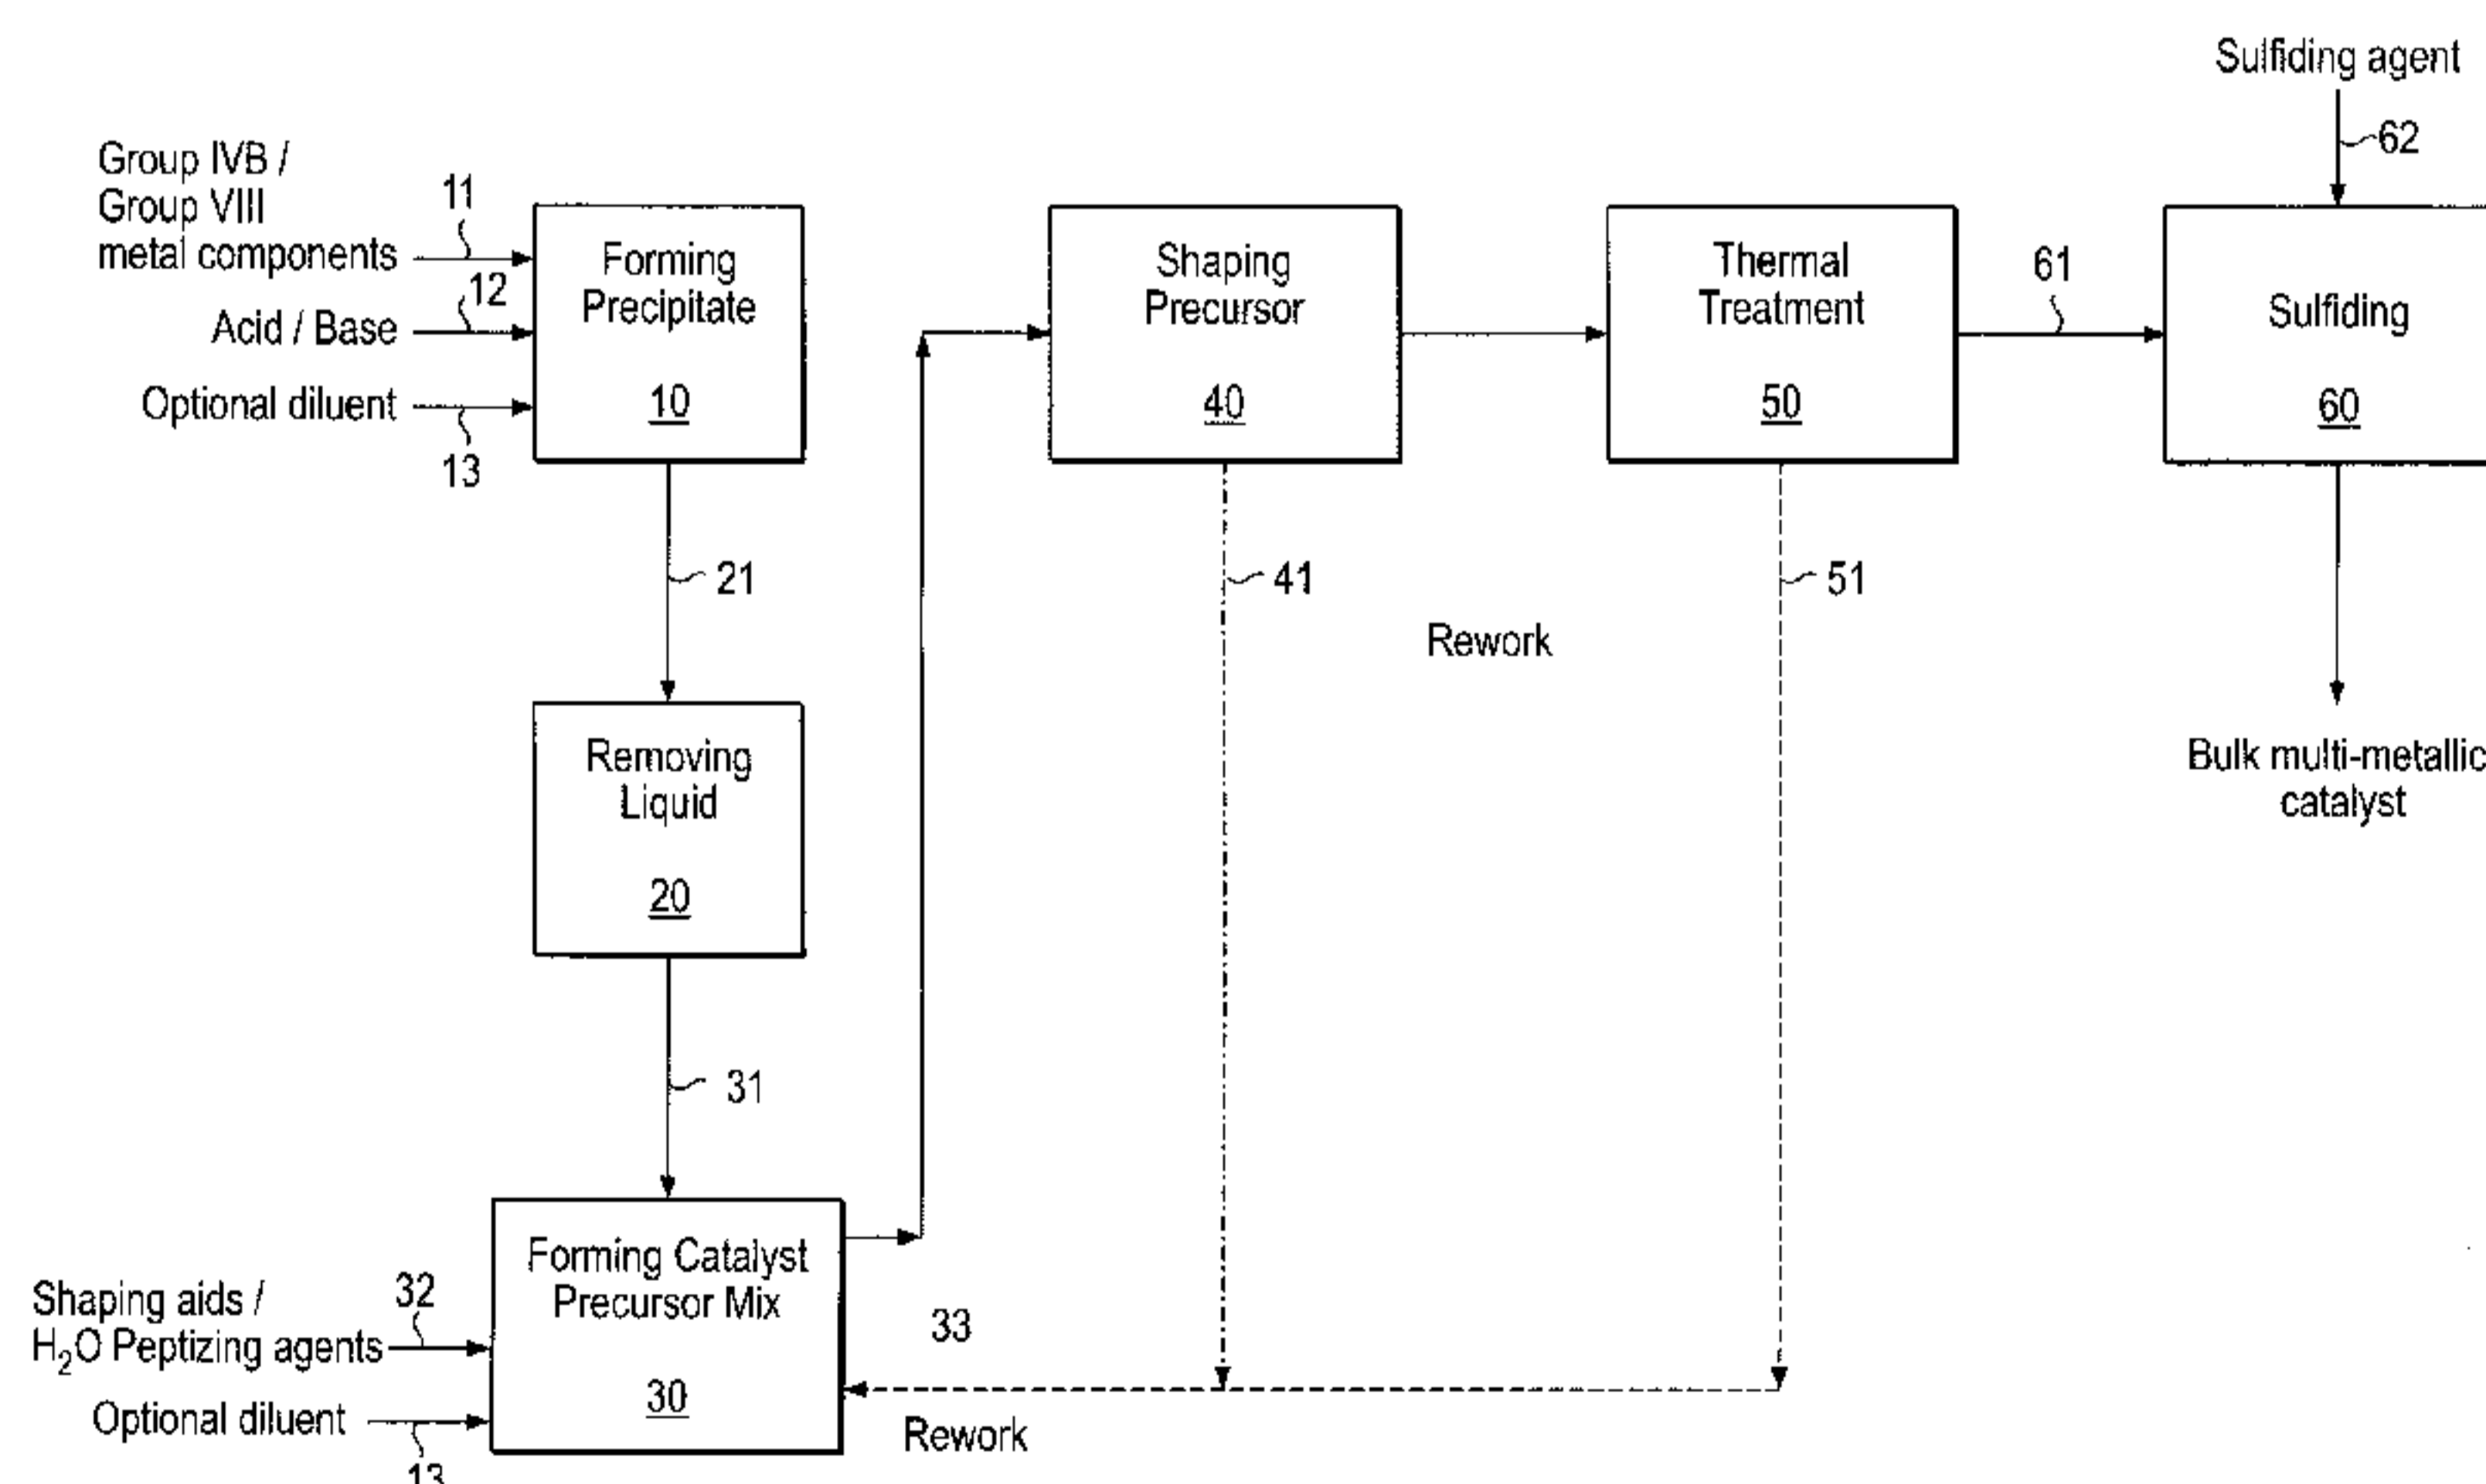 Sulfiding agent
62
Group IVB /
Group VIII
metal components
11
Acid / Base
12
Optional diluent
13
Forming
Precipitate
10
Shaping
Precursor
40
Thermal
Treatment
50
61
Sulfiding
60
21
41
Rework
51
Removing
Liquid
20
Bulk multi-metallic
catalyst
31
Shaping aids /
H₂O Peptizing agents
32
Optional diluent
13
Forming Catalyst
Precursor Mix
30
33
Rework